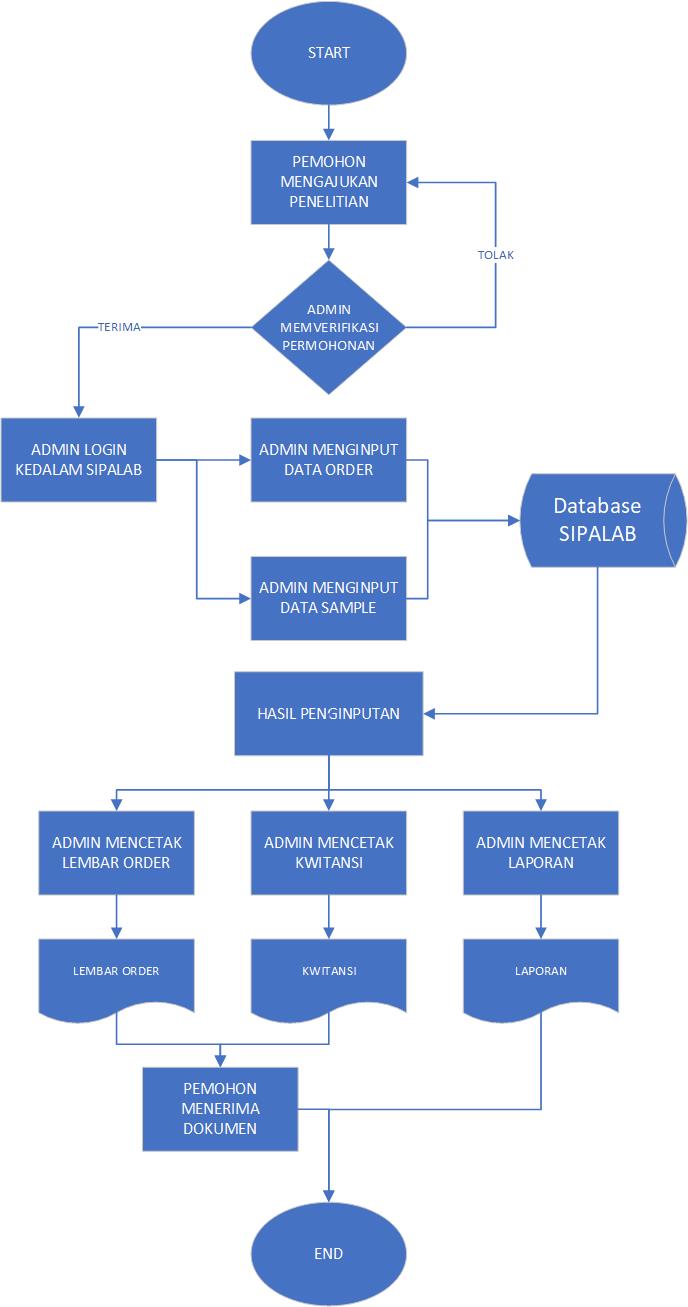 START
PEMOHON
MENGAJUKAN
PENELITIAN
TOLAK
ADMIN
MEMVERIFIKASI
PERMOHONAN
TERIMA
ADMIN LOGIN
KEDALAM SIPALAB
ADMIN MENGINPUT
DATA ORDER
Database
SIPALAB
ADMIN MENGINPUT
DATA SAMPLE
HASIL PENGINPUTAN
ADMIN MENCETAK
LEMBAR ORDER
ADMIN MENCETAK
KWITANSI
ADMIN MENCETAK
LAPORAN
LEMBAR ORDER
KWITANSI
LAPORAN
PEMOHON
MENERIMA
DOKUMEN
END